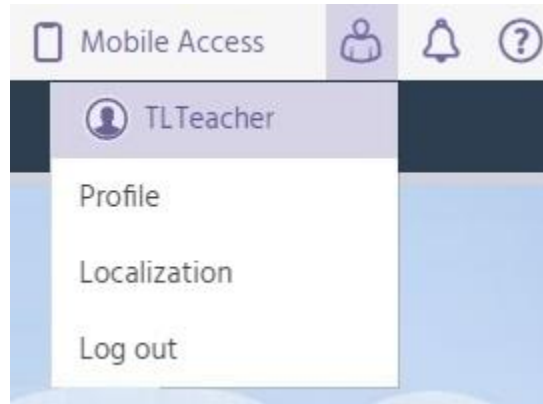 Mobile Access
?
TLTeacher
Profile
Localization
Log out